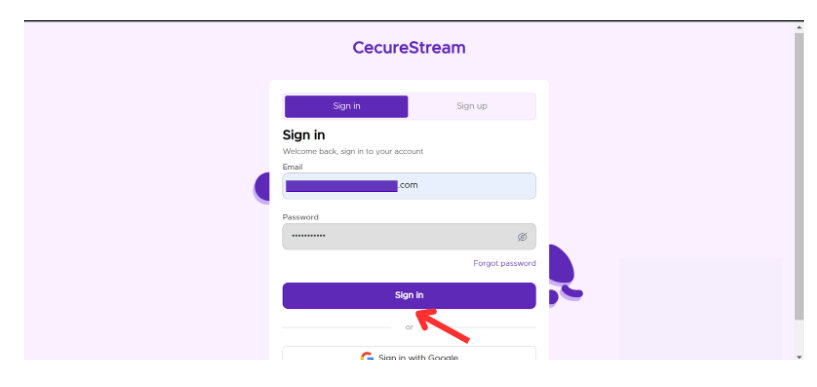 CecureStream
Sign in Sign up
Sign in
Welcome back, sign in to your account
Email
.com
Password
Forgot password
Sign in
or
Sign in with Google